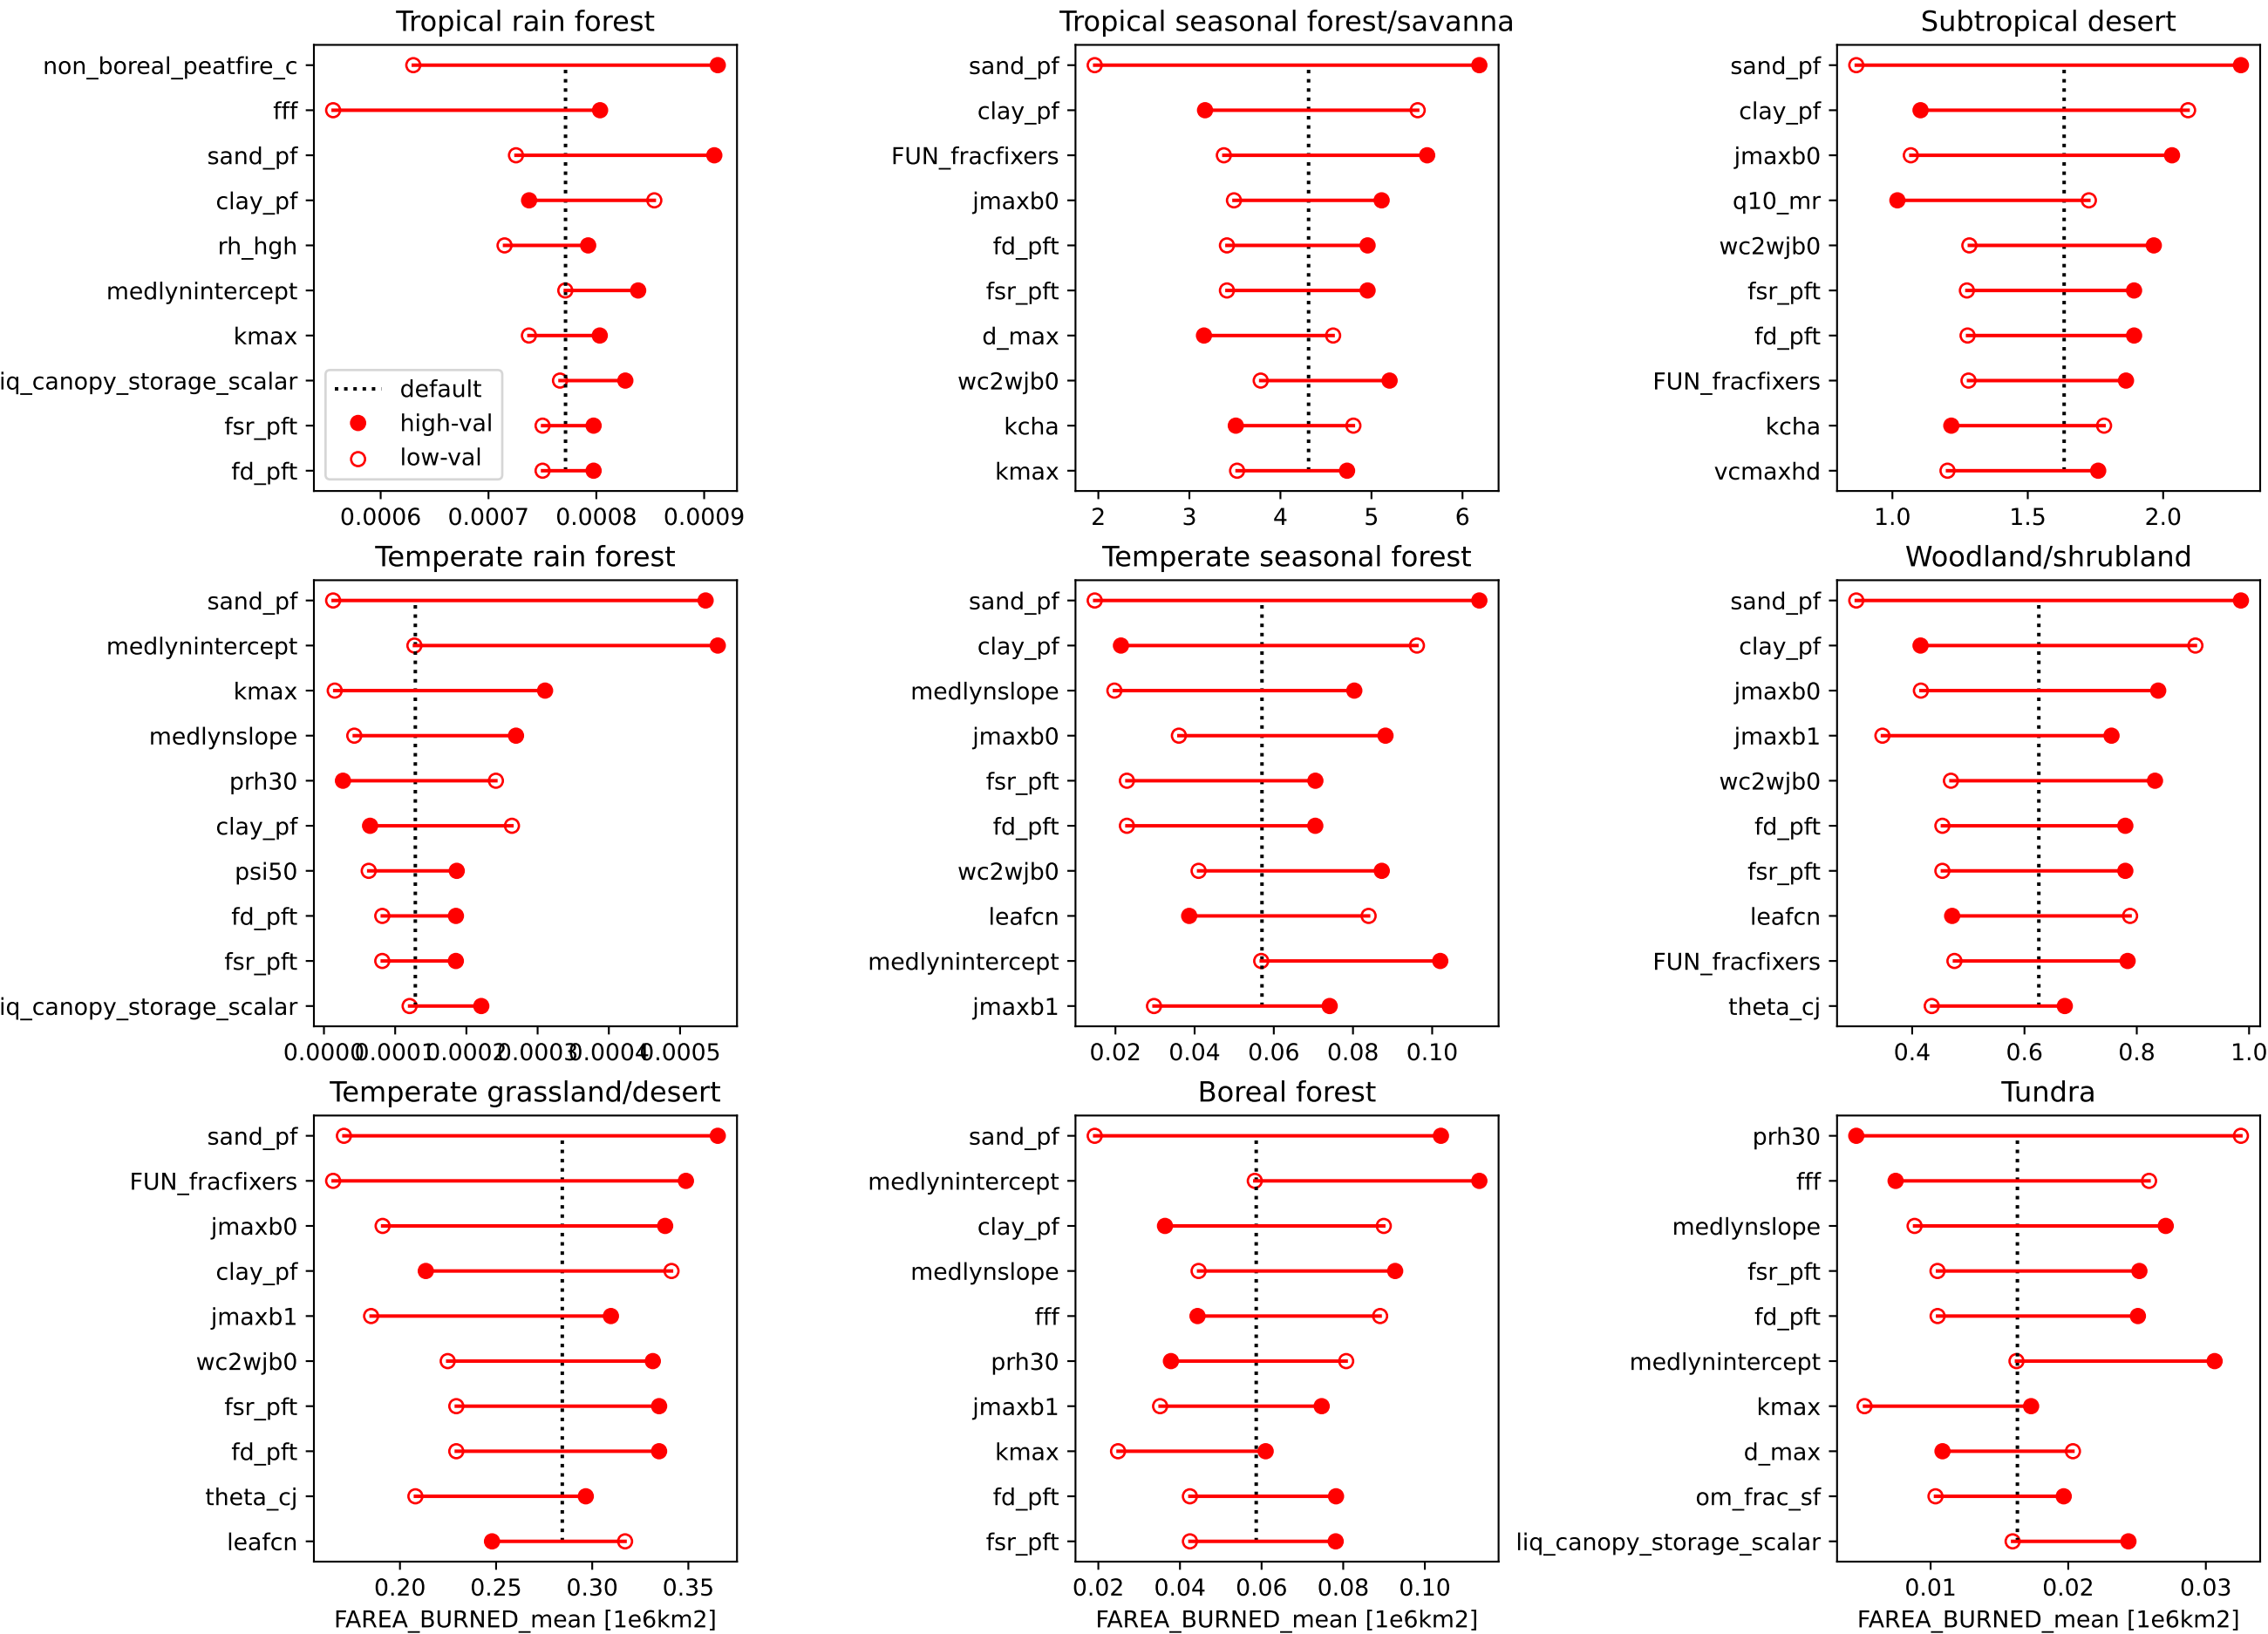 Tropical rain forest
non_boreal_peatfire_c
fff
sand_pf
clay_pf
rh_hgh
medlynintercept
kmax
iq_canopy_storage_scalar
fsr_pft
fd_pft
default
high-val
low-val
0.0006 0.0007 0.0008 0.0009
Tropical seasonal forest/savanna
sand_pf
clay_pf
FUN_fracfixers
jmaxb0
fd_pft
fsr_pft
d_max
wc2wjb0
kcha
kmax
2 3 4 5 6
Subtropical desert
sand_pf
clay_pf
jmaxb0
q10_mr
wc2wjb0
fsr_pft
fd_pft
FUN_fracfixers
kcha
vcmaxhd
1.0 1.5 2.0
Temperate rain forest
sand_pf
medlynintercept
kmax
medlynslope
prh30
clay_pf
psi50
fd_pft
fsr_pft
iq_canopy_storage_scalar
0.0000 0.0001 0.0002 0.0003 0.0004 0.0005
Temperate seasonal forest
sand_pf
clay_pf
medlynslope
jmaxb0
fsr_pft
fd_pft
wc2wjb0
leafcn
medlynintercept
jmaxb1
0.02 0.04 0.06 0.08 0.10
Woodland/shrubland
sand_pf
clay_pf
jmaxb0
jmaxb1
wc2wjb0
fd_pft
fsr_pft
leafcn
FUN_fracfixers
theta_cj
0.4 0.6 0.8 1.0
Temperate grassland/desert
sand_pf
FUN_fracfixers
jmaxb0
clay_pf
jmaxb1
wc2wjb0
fsr_pft
fd_pft
theta_cj
leafcn
0.20 0.25 0.30 0.35
FAREA_BURNED_mean [1e6km2]
Boreal forest
sand_pf
medlynintercept
clay_pf
medlynslope
fff
prh30
jmaxb1
kmax
fd_pft
fsr_pft
0.02 0.04 0.06 0.08 0.10
FAREA_BURNED_mean [1e6km2]
Tundra
prh30
fff
medlynslope
fsr_pft
fd_pft
medlynintercept
kmax
d_max
om_frac_sf
liq_canopy_storage_scalar
0.01 0.02 0.03
FAREA_BURNED_mean [1e6km2]